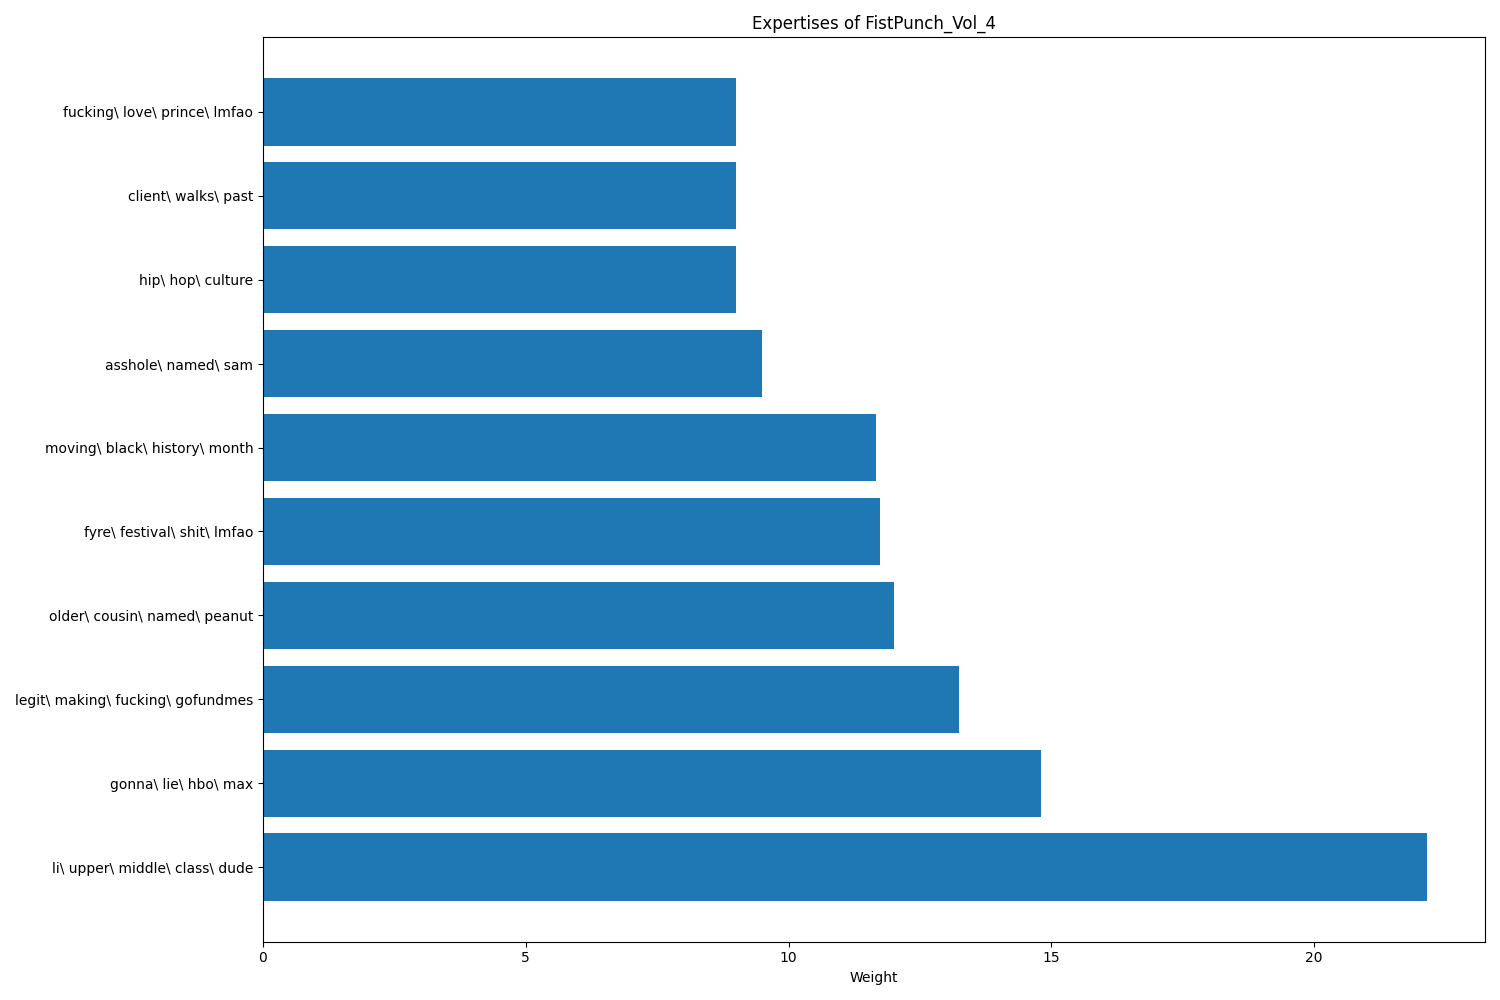 Expertises of FistPunch_Vol_4
fucking\ love\ prince\ lmfao
client\ walks\ past
hip\ hop\ culture
asshole\ named\ sam
moving\ black\ history\ month
fyre\ festival\ shit\ lmfao
older\ cousin\ named\ peanut
legit\ making\ fucking\ gofundmes
gonna\ lie\ hbo\ max
li\ upper\ middle\ class\ dude
0 5 10 15 20
Weight